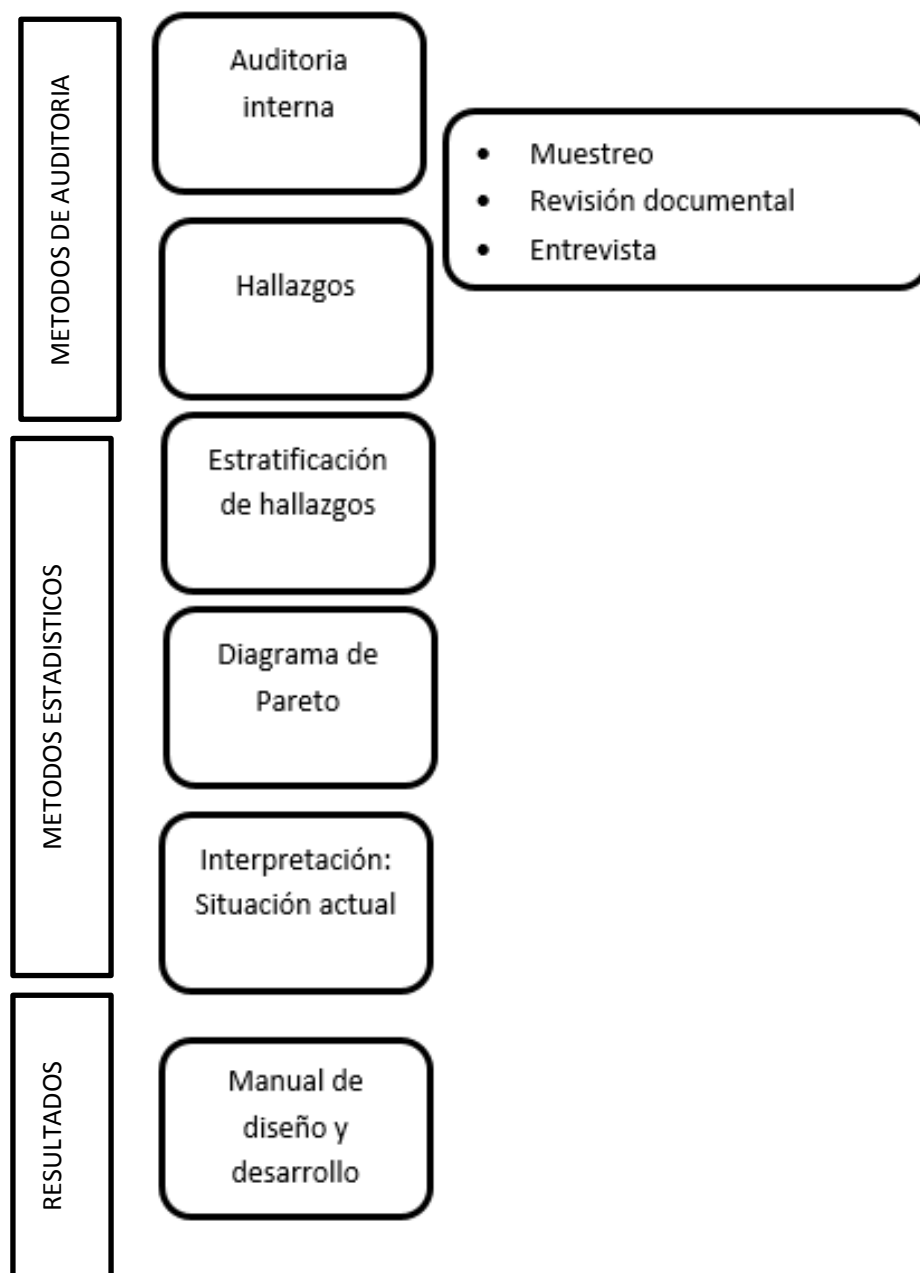 METODOS DE AUDITORIA
Auditoria
interna
• Muestreo
• Revisión documental
• Entrevista
Hallazgos
METODOS ESTADISTICOS
Estratificación
de hallazgos
Diagrama de
Pareto
Interpretación:
Situación actual
RESULTADOS
Manual de
diseño y
desarrollo